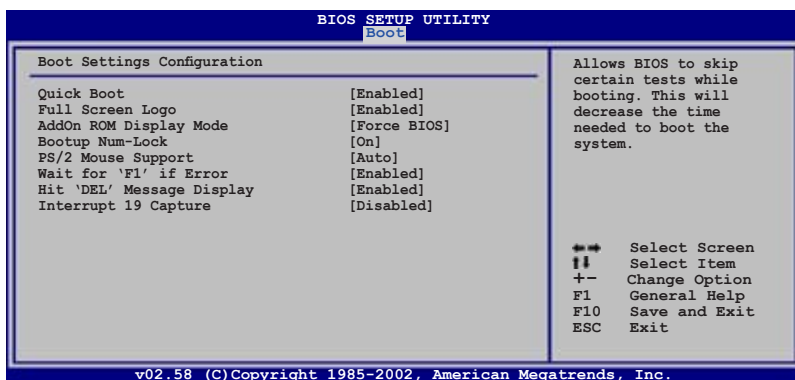 BIOS SETUP UTILITY
Boot
Boot Settings Configuration
Quick Boot [Enabled]
Full Screen Logo [Enabled]
AddOn ROM Display Mode [Force BIOS]
Bootup Num-Lock [On]
PS/2 Mouse Support [Auto]
Wait for ‘F1’ if Error [Enabled]
Hit ‘DEL’ Message Display [Enabled]
Interrupt 19 Capture [Disabled]
Allows BIOS to skip
certain tests while
booting. This will
decrease the time
needed to boot the
system.
←→ Select Screen
↑↓ Select Item
+- Change Option
F1 General Help
F10 Save and Exit
ESC Exit
v02.58 (C)Copyright 1985-2002, American Megatrends, Inc.